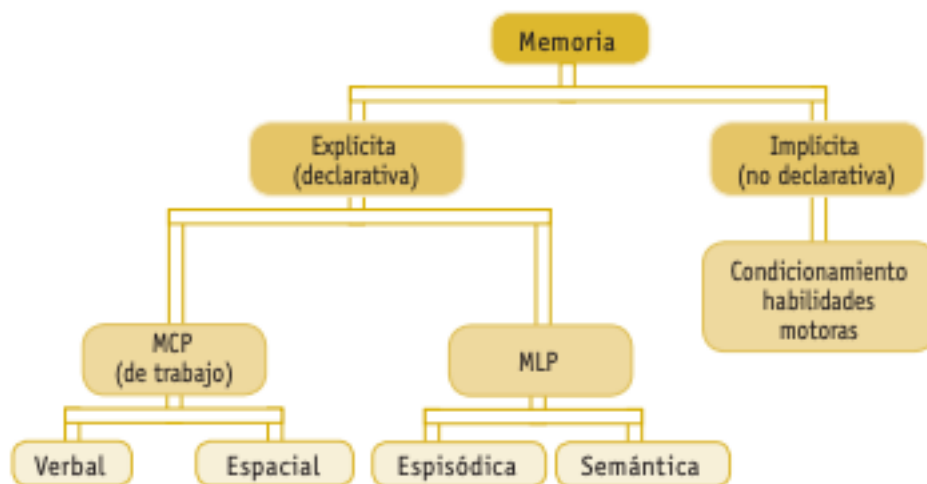 Memoria
Explícita
(declarativa)
Implícita
(no declarativa)
Condicionamiento
habilidades
motoras
MCP
(de trabajo)
MLP
Verbal
Espacial
Espisódica
Semántica